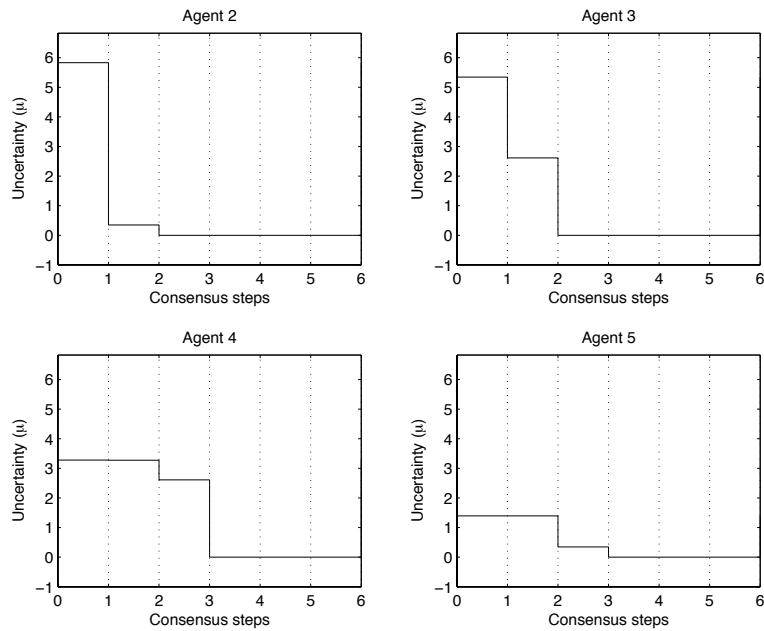 Agent 2
Uncertainty (μ)
6
5
4
3
2
1
0
−1
0 1 2 3 4 5 6
Consensus steps
Agent 3
Uncertainty (μ)
6
5
4
3
2
1
0
−1
0 1 2 3 4 5 6
Consensus steps
Agent 4
Uncertainty (μ)
6
5
4
3
2
1
0
−1
0 1 2 3 4 5 6
Consensus steps
Agent 5
Uncertainty (μ)
6
5
4
3
2
1
0
−1
0 1 2 3 4 5 6
Consensus steps